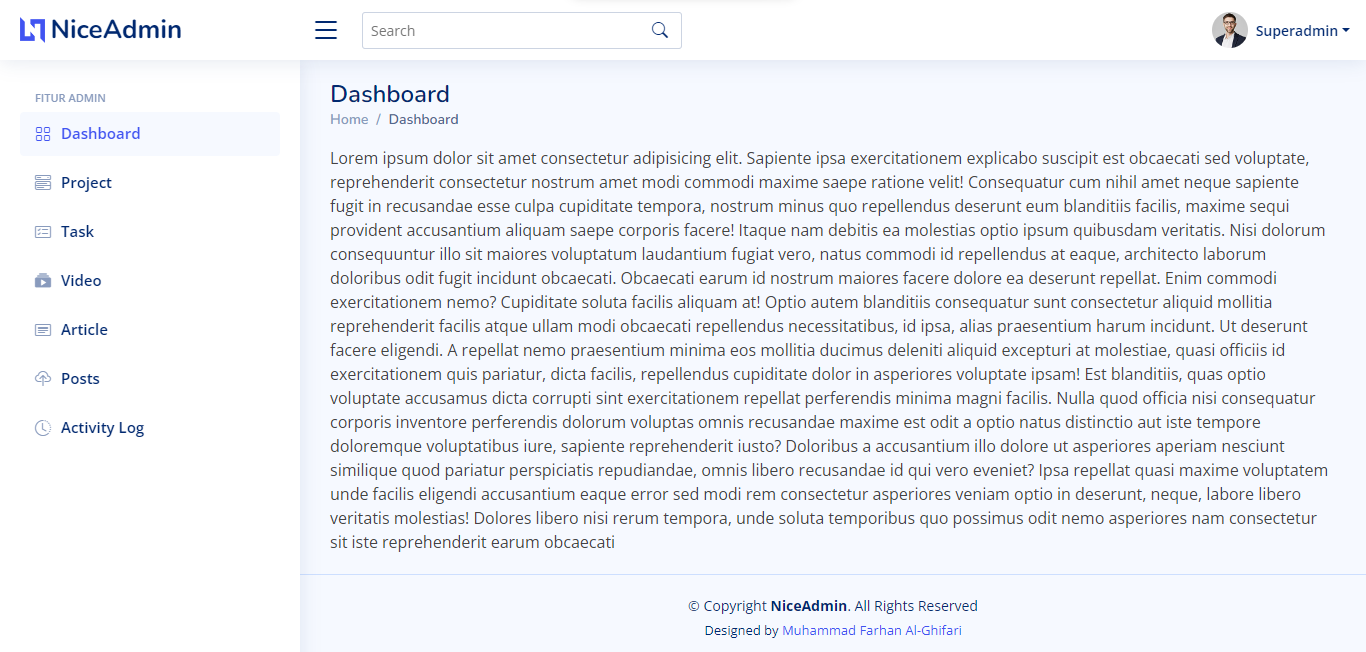 NiceAdmin
Search
Superadmin
FITUR ADMIN
Dashboard
Project
Task
Video
Article
Posts
Activity Log
Dashboard
Home / Dashboard
Lorem ipsum dolor sit amet consectetur adipisicing elit. Sapiente ipsa exercitationem explicabo suscipit est obcaecati sed voluptate,
reprehenderit consectetur nostrum amet modi commodi maxime saepe ratione velit! Consequatur cum nihil amet neque sapiente
fugit in recusandae esse culpa cupiditate tempora, nostrum minus quo repellendus deserunt eum blanditiis facilis, maxime sequi
provident accusantium aliquam saepe corporis facere! Itaque nam debitis ea molestias optio ipsum quibusdam veritatis. Nisi dolorum
consequuntur illo sit maiores voluptatum laudantium fugiat vero, natus commodi id repellendus at eaque, architecto laborum
doloribus odit fugit incidunt obcaecati. Obcaecati earum id nostrum maiores facere dolore ea deserunt repellat. Enim commodi
exercitationem nemo? Cupiditate soluta facilis aliquam at! Optio autem blanditiis consequatur sunt consectetur aliquid mollitia
reprehenderit facilis atque ullam modi obcaecati repellendus necessitatibus, id ipsa, alias praesentium harum incidunt. Ut deserunt
facere eligendi. A repellat nemo praesentium minima eos mollitia ducimus deleniti aliquid excepturi at molestiae, quasi officiis id
exercitationem quis pariatur, dicta facilis, repellendus cupiditate dolor in asperiores voluptate ipsam! Est blanditiis, quas optio
voluptate accusamus dicta corrupti sint exercitationem repellat perferendis minima magni facilis. Nulla quod officia nisi consequatur
corporis inventore perferendis dolorum voluptas omnis recusandae maxime est odit a optio natus distinctio aut iste tempore
doloremque voluptatibus iure, sapiente reprehenderit iusto? Doloribus a accusantium illo dolore ut asperiores aperiam nesciunt
similique quod pariatur perspiciatis repudiandae, omnis libero recusandae id qui vero eveniet? Ipsa repellat quasi maxime voluptatem
unde facilis eligendi accusantium eaque error sed modi rem consectetur asperiores veniam optio in deserunt, neque, labore libero
veritatis molestias! Dolores libero nisi rerum tempora, unde soluta temporibus quo possimus odit nemo asperiores nam consectetur
sit iste reprehenderit earum obcaecati
© Copyright NiceAdmin. All Rights Reserved
Designed by Muhammad Farhan Al-Ghifari